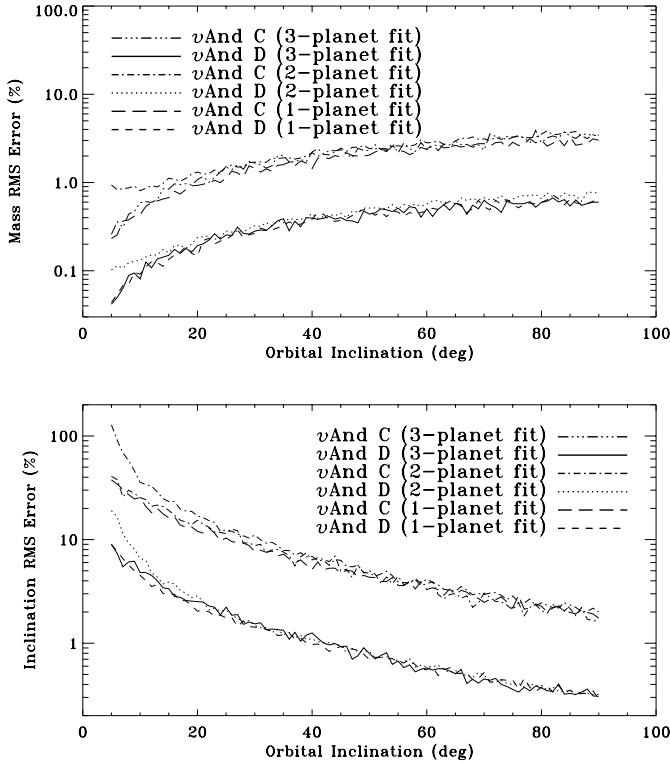 100.0
10.0
1.0
0.1
Mass RMS Error (%)
υAnd C (3-planet fit)
υAnd D (3-planet fit)
υAnd C (2-planet fit)
υAnd D (2-planet fit)
υAnd C (1-planet fit)
υAnd D (1-planet fit)
0 20 40 60 80 100
Orbital Inclination (deg)
100
10
1
Inclination RMS Error (%)
υAnd C (3-planet fit)
υAnd D (3-planet fit)
υAnd C (2-planet fit)
υAnd D (2-planet fit)
υAnd C (1-planet fit)
υAnd D (1-planet fit)
0 20 40 60 80 100
Orbital Inclination (deg)